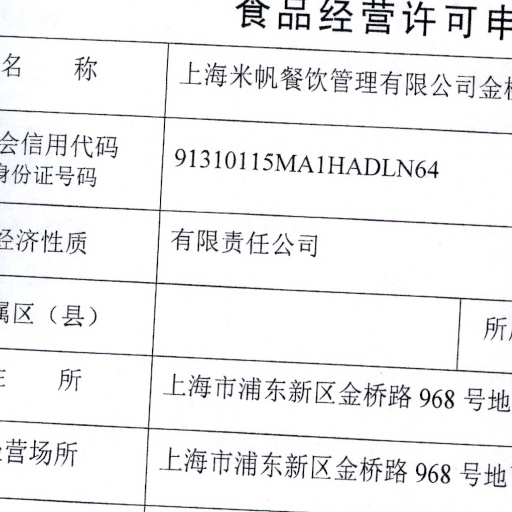 食品经营许可申
名 称
上海米帆餐饮管理有限公司金
会信用代码
身份证号码
91310115MA1HADLN64
经济性质
有限责任公司
属区（县）
所
住 所
上海市浦东新区金桥路 968 号地
经营场所
上海市浦东新区金桥路 968 号地